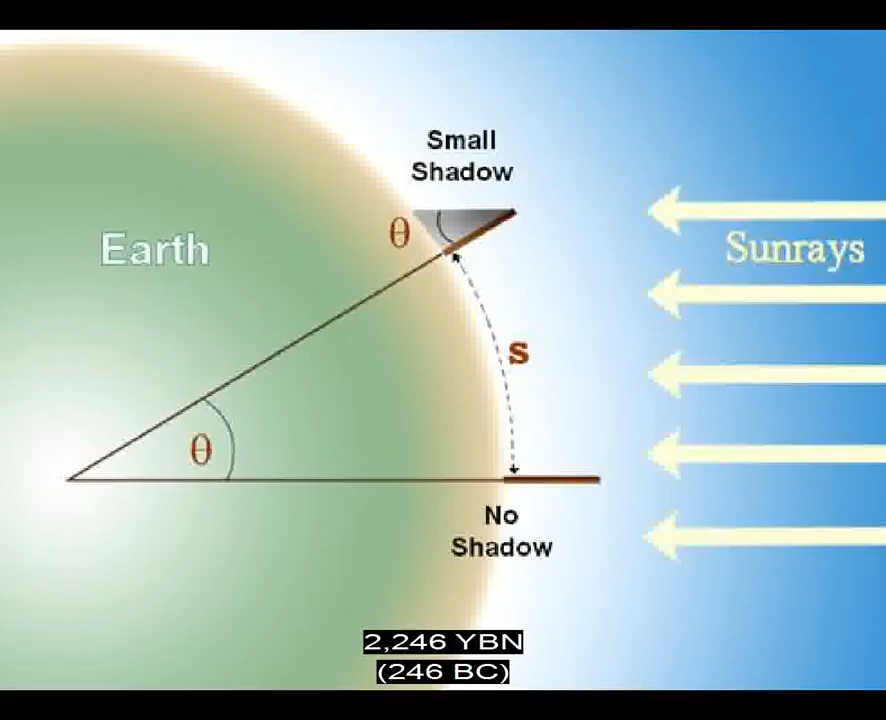 Small
Shadow
θ
Earth
Sunrays
s
θ
No
Shadow
2,246 YBN
(246 BC)